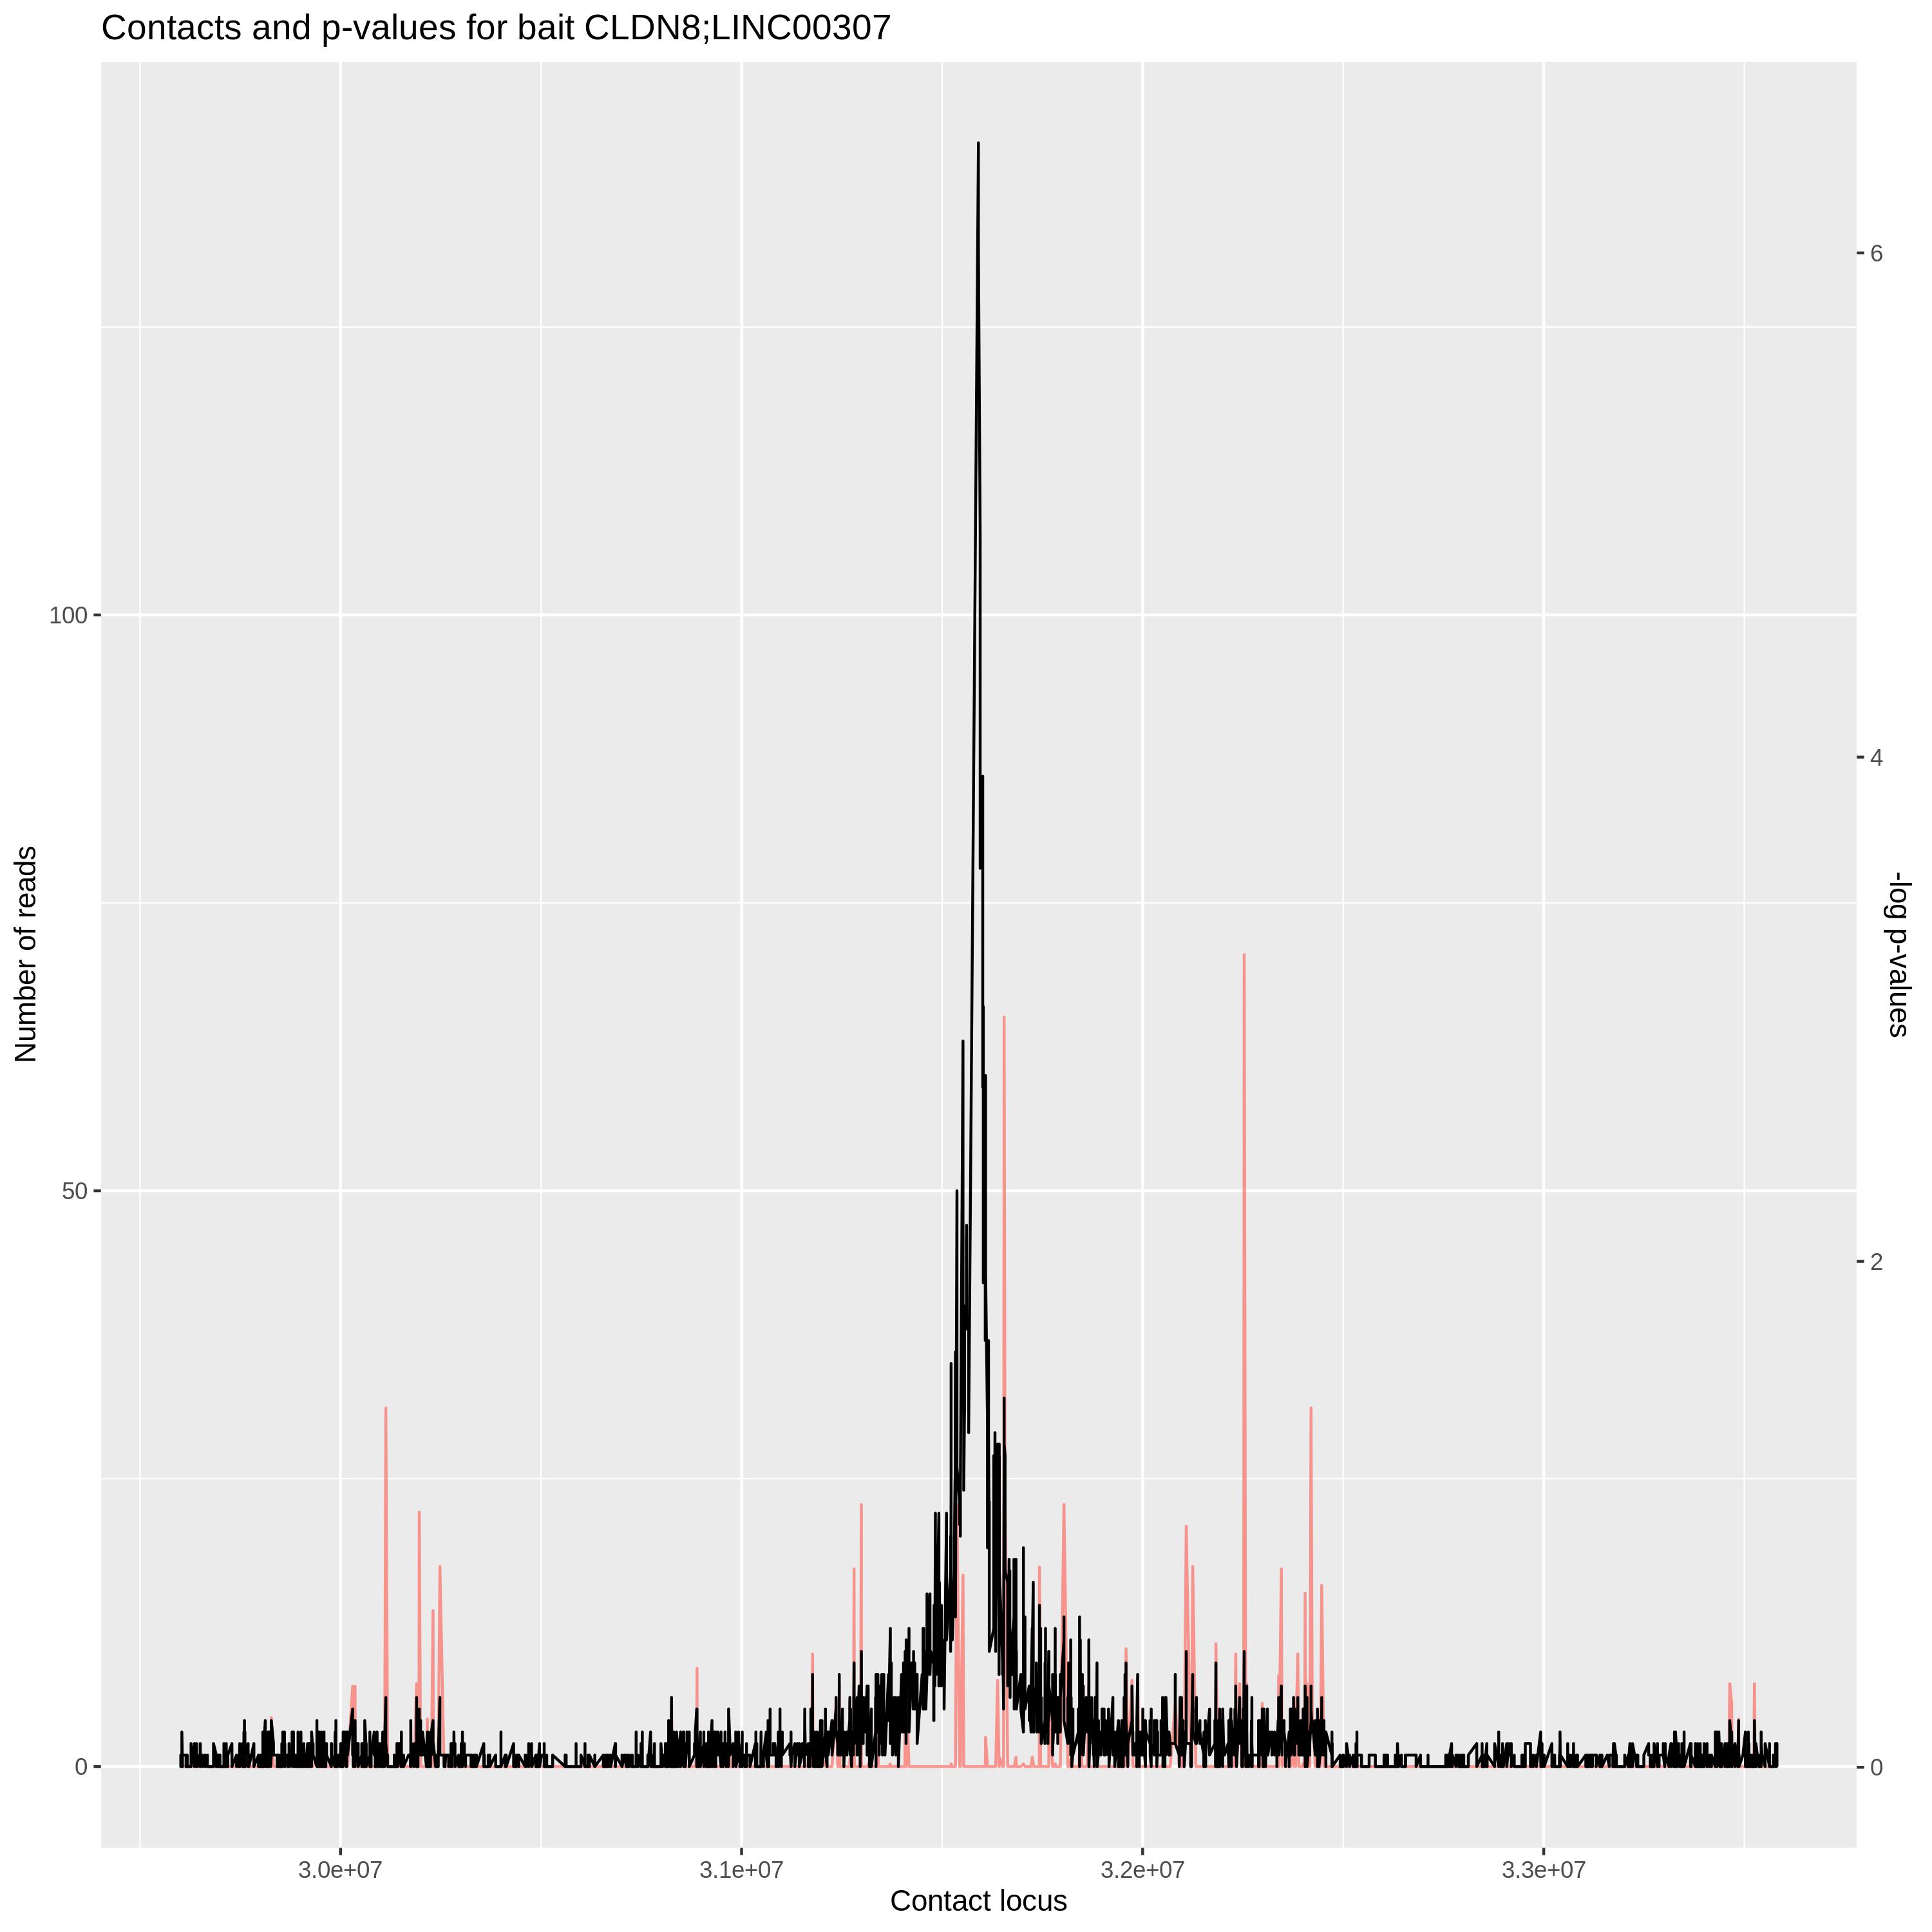 Contacts and p-values for bait CLDN8;LINC00307
Number of reads
100
50
0
6
4
2
0
-log p-values
3.0e+07
3.1e+07
3.2e+07
3.3e+07
Contact locus